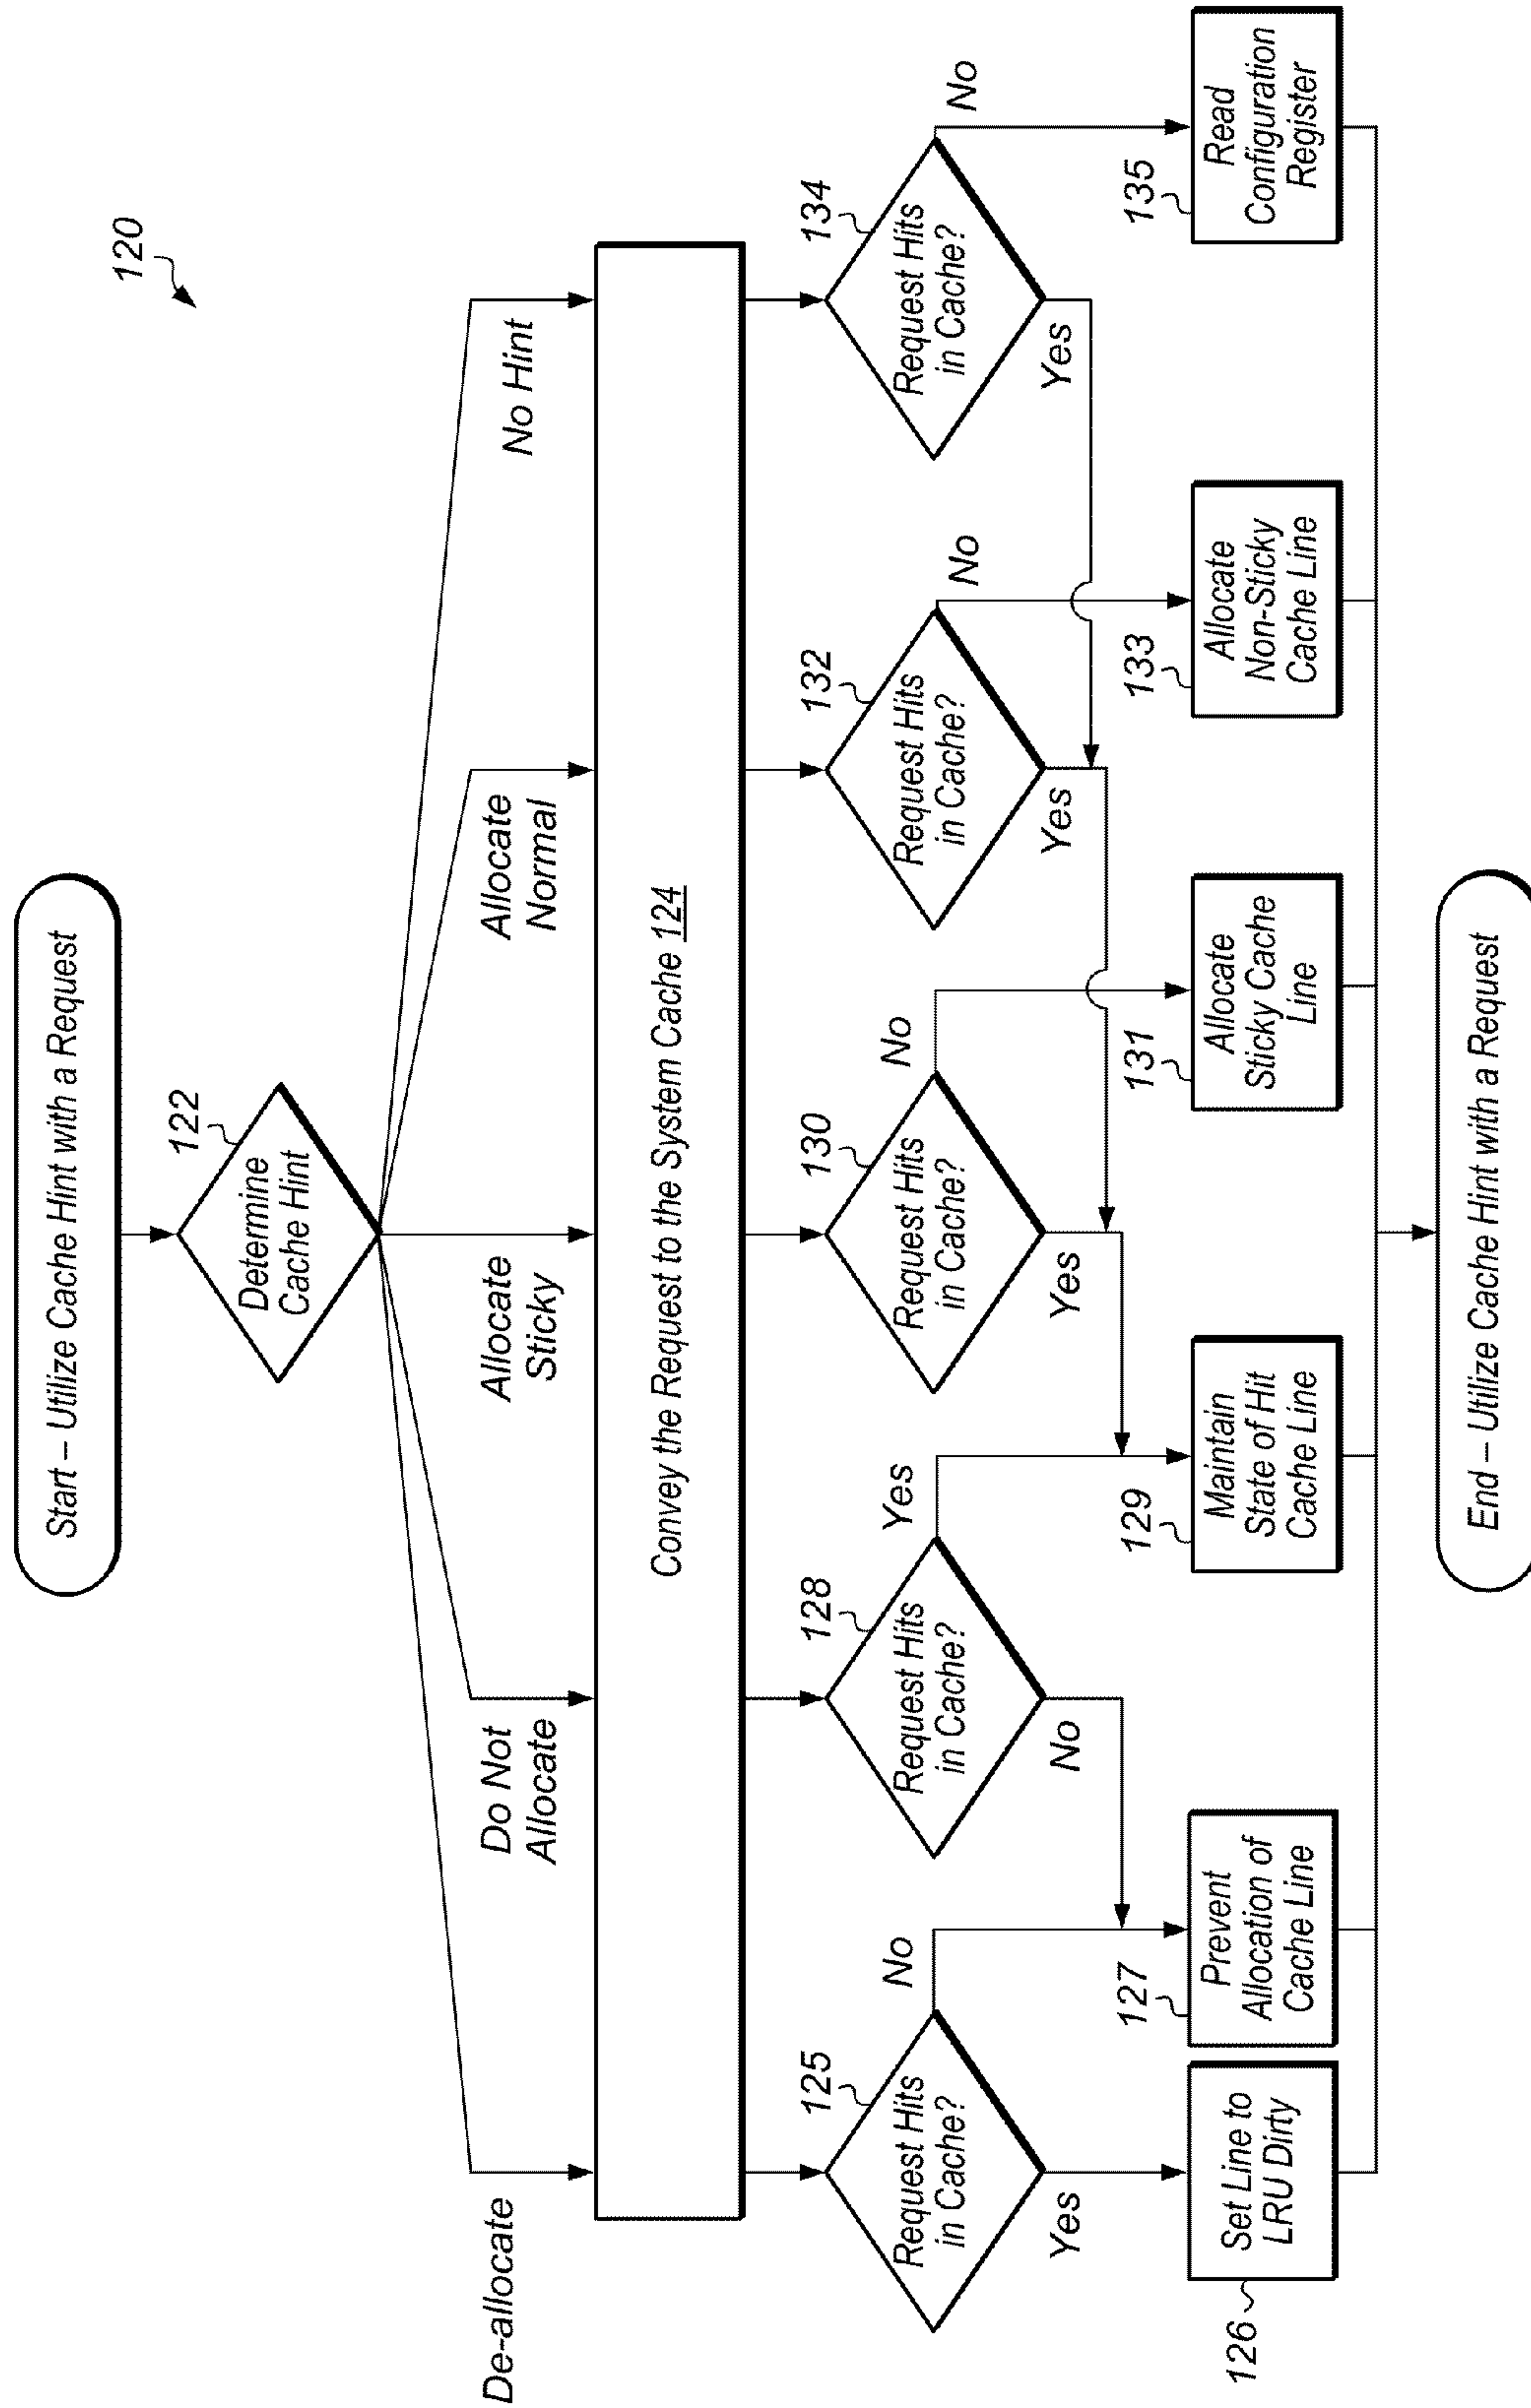 120
Start – Utilize Cache Hint with a Request
122
Determine
Cache Hint
De-allocate
Do Not
Allocate
Allocate
Sticky
Allocate
Normal
No Hint
Convey the Request to the System Cache 124
125
Request Hits
in Cache?
No
Yes
128
Request Hits
in Cache?
Yes
No
130
Request Hits
in Cache?
No
Yes
132
Request Hits
in Cache?
No
Yes
134
Request Hits
in Cache?
No
Yes
126
Set Line to
LRU Dirty
127
Prevent
Allocation of
Cache Line
129
Maintain
State of Hit
Cache Line
131
Allocate
Sticky Cache
Line
133
Allocate
Non-Sticky
Cache Line
135
Read
Configuration
Register
End – Utilize Cache Hint with a Request